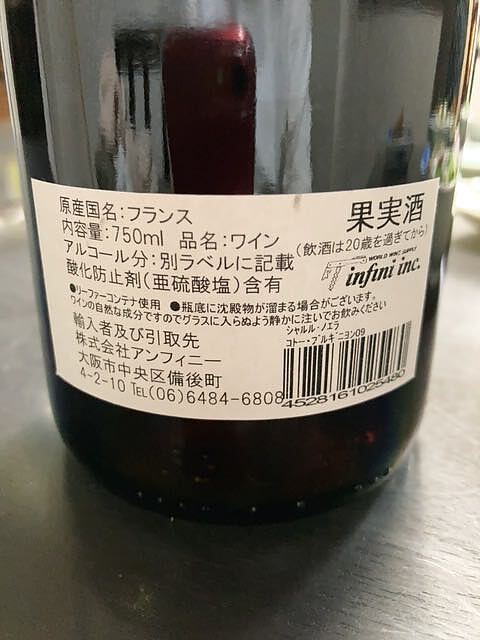 原産国名:フランス
果実酒
内容量:750ml 品名:ワイン
(飲酒は20歳を過ぎてから)
アルコール分:別ラベルに記載
WORLD WINE SUPPLY
infini inc.
酸化防止剤(亜硫酸塩)含有
●リーファーコンテナ使用 ●瓶底に沈殿物が溜まる場合がございます。
ワインの自然な成分ですのでグラスに入らぬよう静かに注いでお飲みください
輸入者及び引取先
株式会社アンフィニー
大阪市中央区備後町
4-2-10 TEL(06)6484-6808
シャルル・ノエラ
コトー・ブルギニヨン09
4528161025480